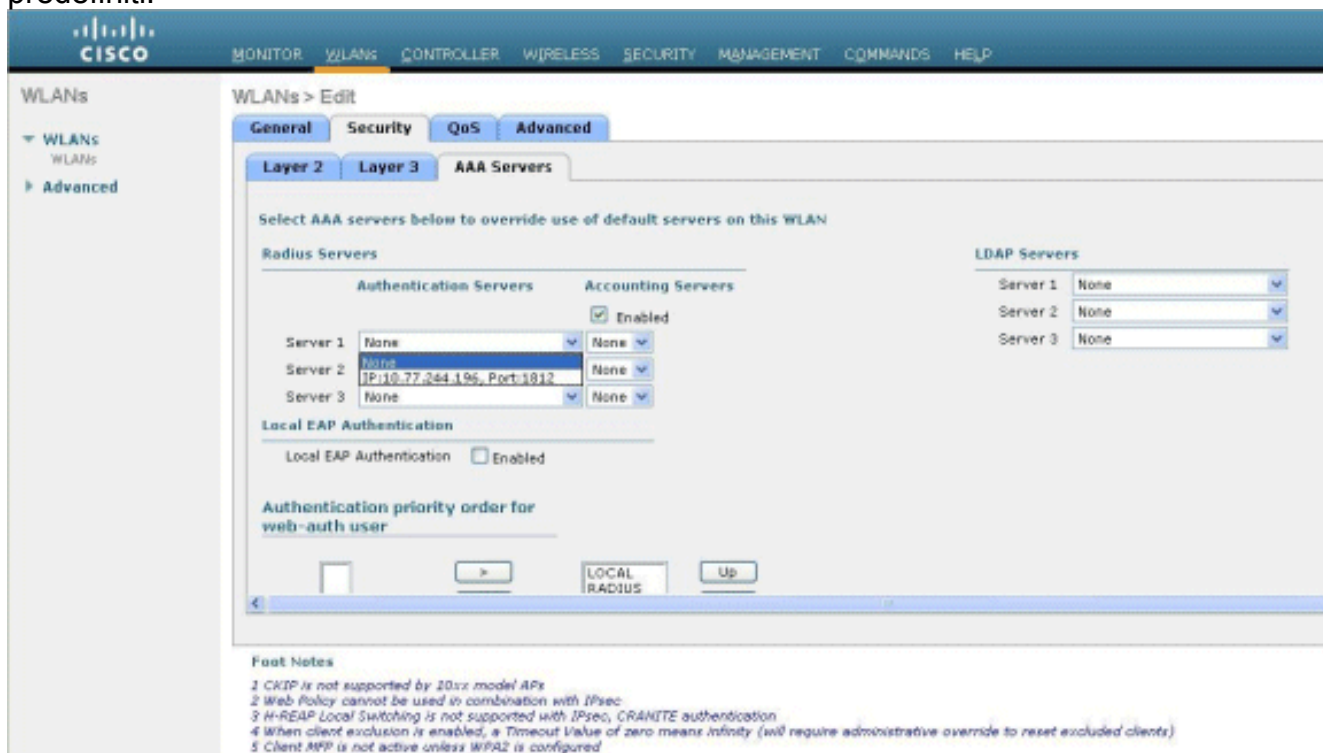 predefiniti.
CISCO
MONITOR WLANs CONTROLLER WIRELESS SECURITY MANAGEMENT COMMANDS HELP
WLANs
WLANs
WLANs
Advanced
WLANs > Edit
General Security QoS Advanced
Layer 2 Layer 3 AAA Servers
Select AAA servers below to override use of default servers on this WLAN
Radius Servers
LDAP Servers
Authentication Servers Accounting Servers
Enabled
Server 1 None None
None
IP:10.77.244.196, Port:1812
Server 2 None
Server 3 None None
Server 1 None
Server 2 None
Server 3 None
Local EAP Authentication
Local EAP Authentication Enabled
Authentication priority order for
web-auth user
>
LOCAL
RADIUS
Up
Foot Notes
1 CKIP is not supported by 10xx model APs
2 Web Policy cannot be used in combination with IPsec
3 H-REAP Local Switching is not supported with IPsec, CRANITE authentication
4 When client exclusion is enabled, a Timeout Value of zero means infinity (will require administrative override to reset excluded clients)
5 Client MFP is not active unless WPA2 is configured